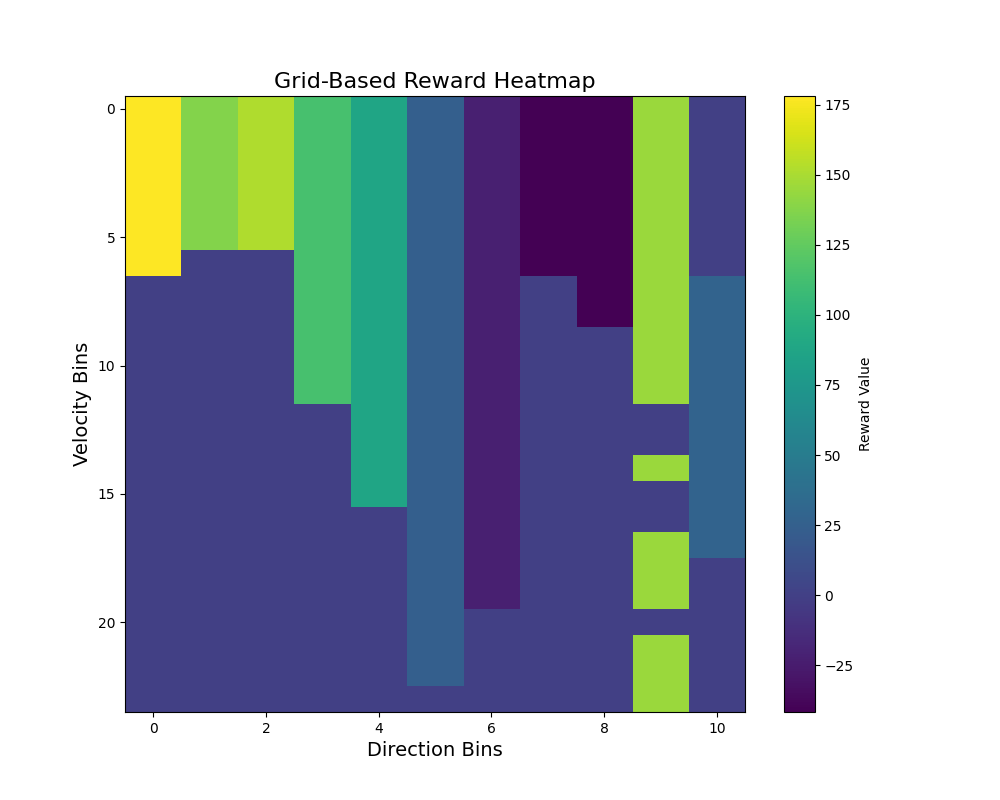 Grid-Based Reward Heatmap
Velocity Bins
0
5
10
15
20
0 2 4 6 8 10
Direction Bins
175
150
125
100
75
50
25
0
−25
Reward Value